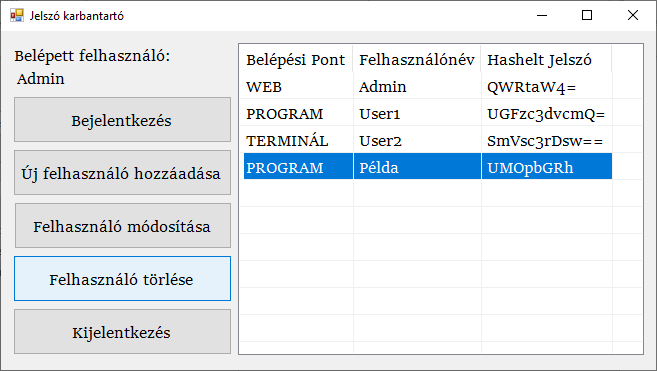 Jelszó karbantartó
Belépett felhasználó:
Admin
Bejelentkezés
Új felhasználó hozzáadása
Felhasználó módosítása
Felhasználó törlése
Kijelentkezés
Belépési Pont Felhasználónév Hashelt Jelszó
WEB Admin QWRtaW4=
PROGRAM User1 UGFzc3dvcmQ=
TERMINÁL User2 SmVsc3rDsw==
PROGRAM Példa UMOpbGRh